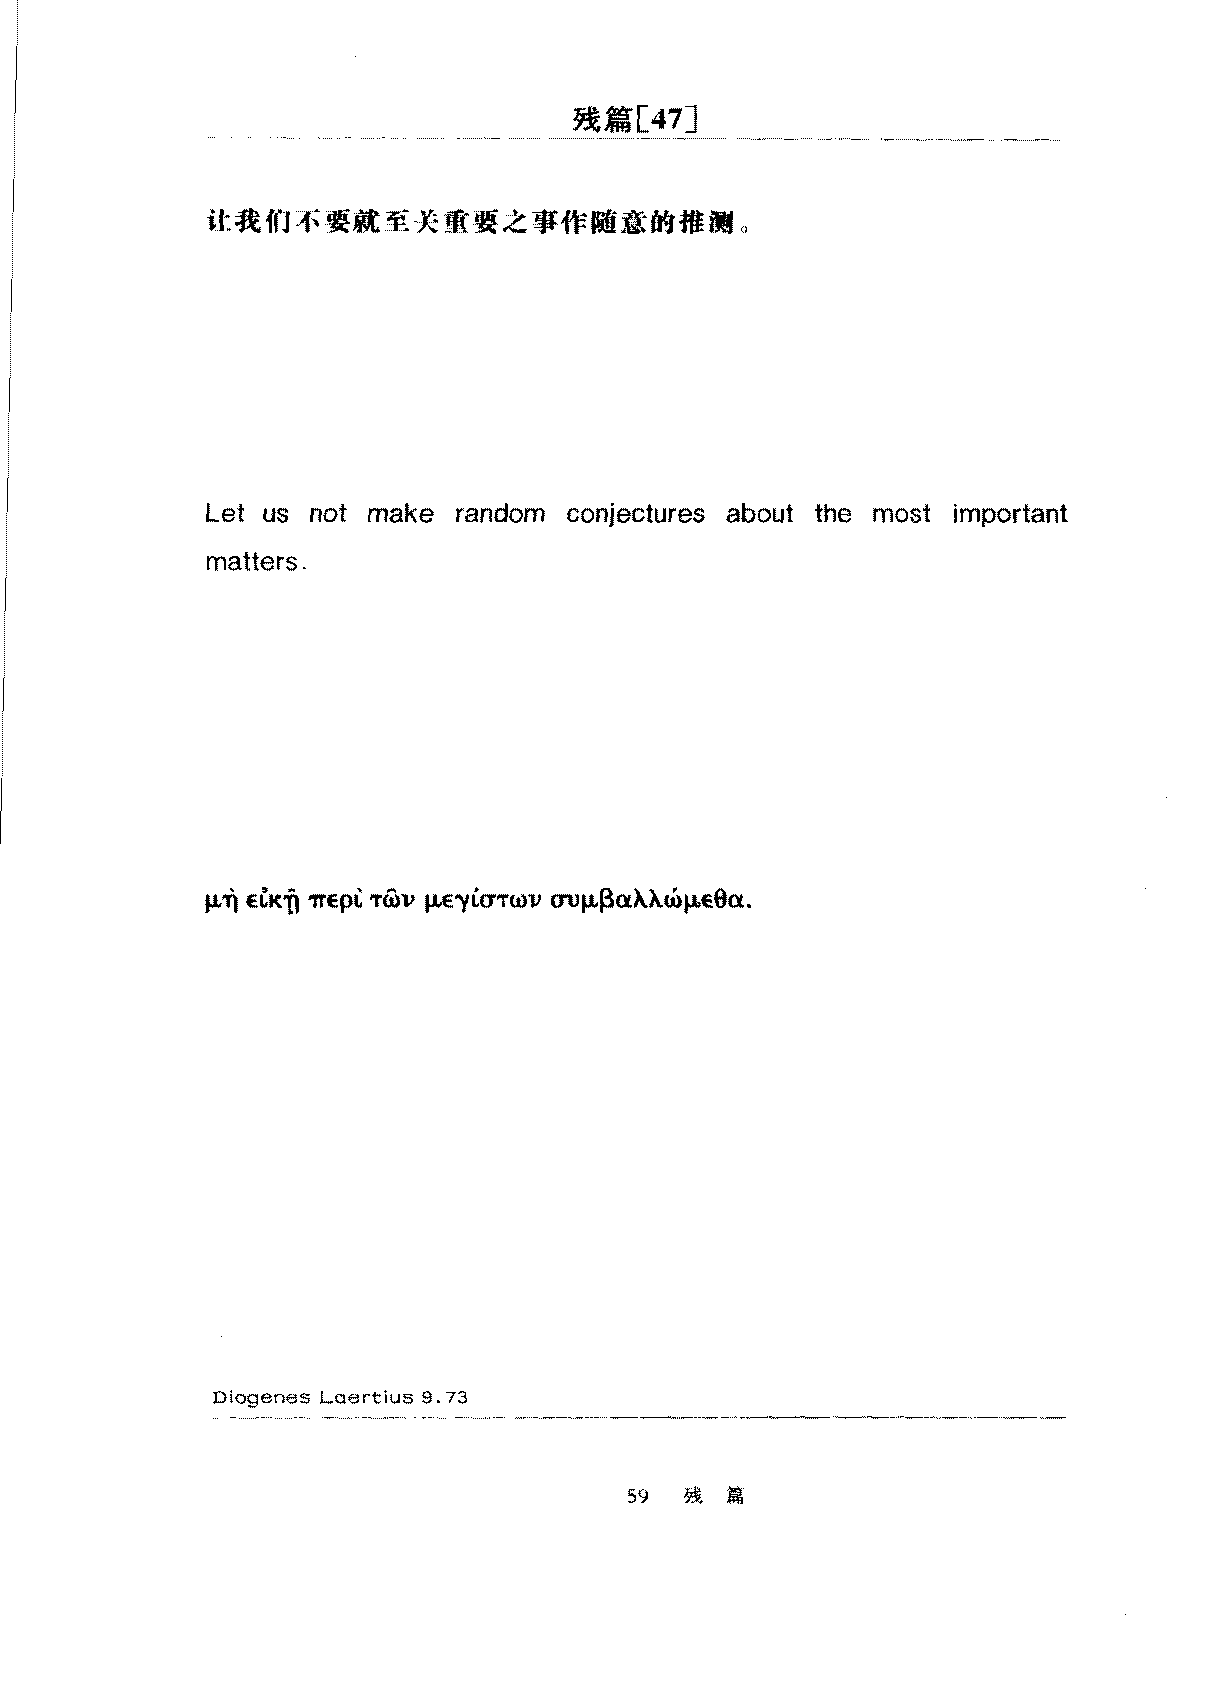 残篇[47]
让我们不要就至关重要之事作随意的推测。
Let us not make random conjectures about the most important
matters.
μὴ εἰκῆ περὶ τῶν μεγίστων συμβαλλώμεθα.
Diogenes Laertius 9.73
59 残 篇